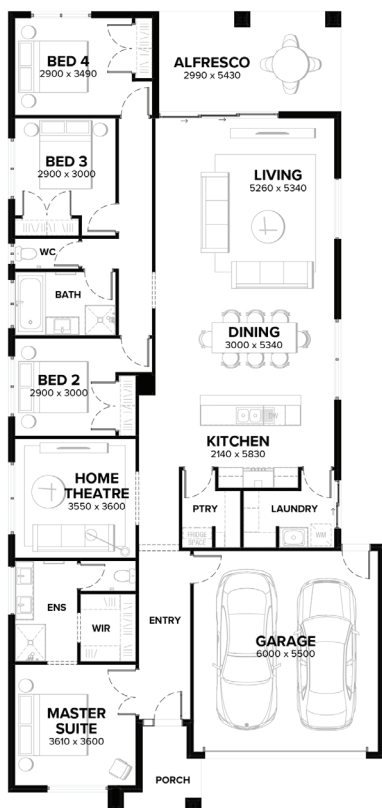 BED 4
2900 x 3490
ALFRESCO
2990 x 5430
BED 3
2900 x 3000
LIVING
5260 x 5340
WC
BATH
DINING
3000 x 5340
BED 2
2900 x 3000
DW
KITCHEN
2140 x 5830
HOME
THEATRE
3550 x 3600
PTRY
LAUNDRY
FRIDGE
SPACE
WM
ENS
WIR
ENTRY
GARAGE
6000 x 5500
MASTER
SUITE
3610 x 3600
PORCH